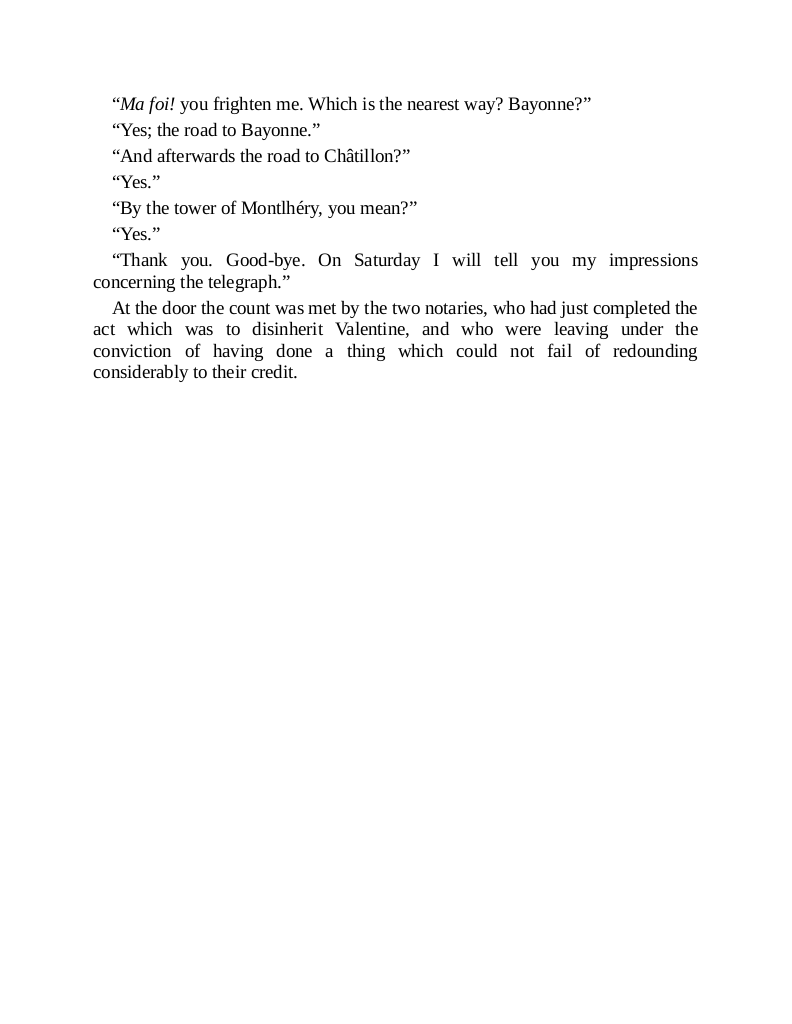 “Ma foi! you frighten me. Which is the nearest way? Bayonne?”
“Yes; the road to Bayonne.”
“And afterwards the road to Châtillon?”
“Yes.”
“By the tower of Montlhéry, you mean?”
“Yes.”
“Thank you. Good-bye. On Saturday I will tell you my impressions
concerning the telegraph.”
At the door the count was met by the two notaries, who had just completed the
act which was to disinherit Valentine, and who were leaving under the
conviction of having done a thing which could not fail of redounding
considerably to their credit.